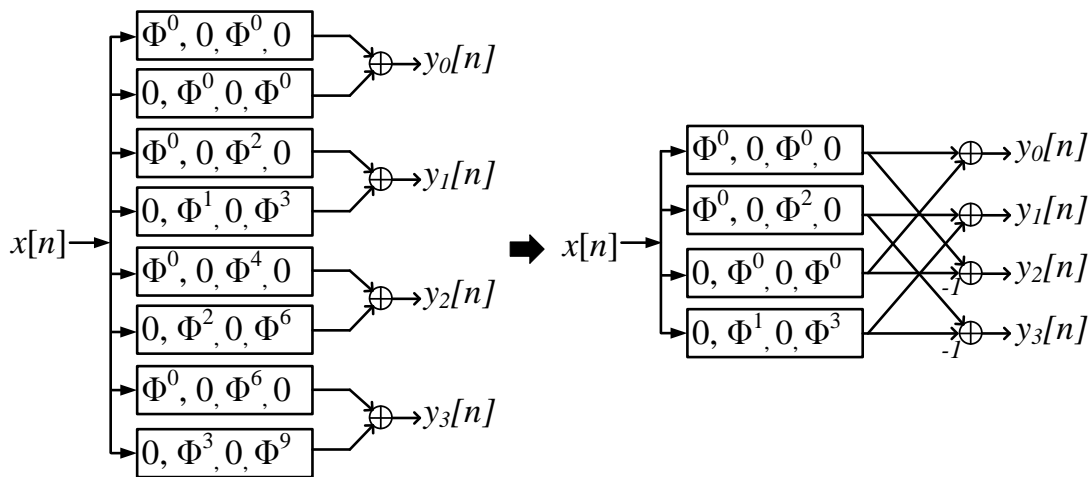 Φ⁰, 0, Φ⁰, 0
0, Φ⁰, 0, Φ⁰
y₀[n]
Φ⁰, 0, Φ², 0
0, Φ¹, 0, Φ³
y₁[n]
x[n]
Φ⁰, 0, Φ⁴, 0
0, Φ², 0, Φ⁶
y₂[n]
Φ⁰, 0, Φ⁶, 0
0, Φ³, 0, Φ⁹
y₃[n]
x[n]
Φ⁰, 0, Φ⁰, 0
Φ⁰, 0, Φ², 0
0, Φ⁰, 0, Φ⁰
0, Φ¹, 0, Φ³
-1
-1
y₀[n]
y₁[n]
y₂[n]
y₃[n]